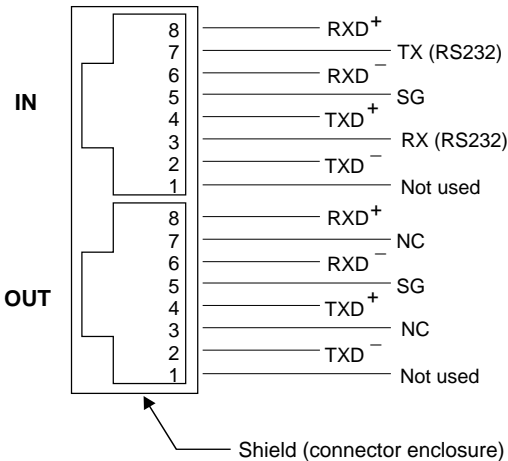 IN
8 RXD+
7 TX (RS232)
6 RXD−
5 SG
4 TXD+
3 RX (RS232)
2 TXD−
1 Not used
OUT
8 RXD+
7 NC
6 RXD−
5 SG
4 TXD+
3 NC
2 TXD−
1 Not used
Shield (connector enclosure)